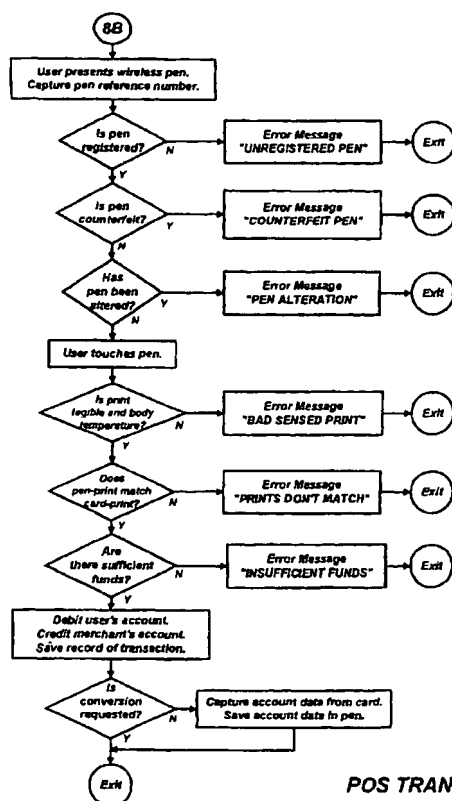 8B
User presents wireless pen.
Capture pen reference number.
Is pen
registered?
N
Error Message
"UNREGISTERED PEN"
Exit
Y
Is pen
counterfeit?
Y
Error Message
"COUNTERFEIT PEN"
Exit
N
Has
pen been
altered?
Y
Error Message
"PEN ALTERATION"
Exit
N
User touches pen.
Is print
legible and body
temperature?
N
Error Message
"BAD SENSED PRINT"
Exit
Y
Does
pen-print match
card-print?
N
Error Message
"PRINTS DON'T MATCH"
Exit
Y
Are
there sufficient
funds?
N
Error Message
"INSUFFICIENT FUNDS"
Exit
Y
Debit user's account.
Credit merchant's account.
Save record of transaction.
Is
conversion
requested?
N
Capture account data from card.
Save account data in pen.
Y
Exit
POS TRAN